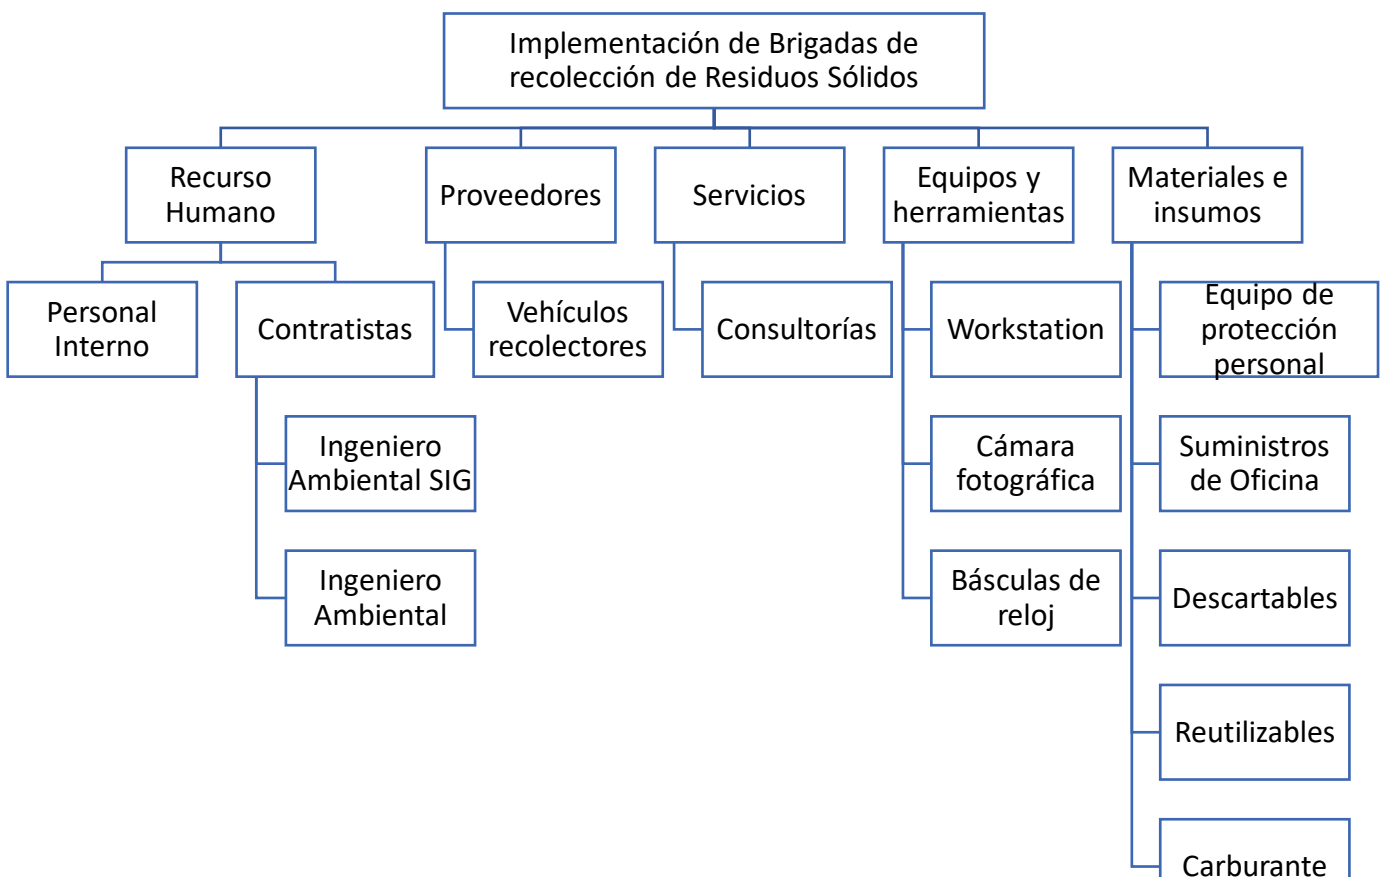 Implementación de Brigadas de
recolección de Residuos Sólidos
Recurso
Humano
Proveedores
Servicios
Equipos y
herramientas
Materiales e
insumos
Personal
Interno
Contratistas
Vehículos
recolectores
Consultorías
Workstation
Equipo de
protección
personal
Ingeniero
Ambiental SIG
Cámara
fotográfica
Suministros
de Oficina
Ingeniero
Ambiental
Básculas de
reloj
Descartables
Reutilizables
Carburante